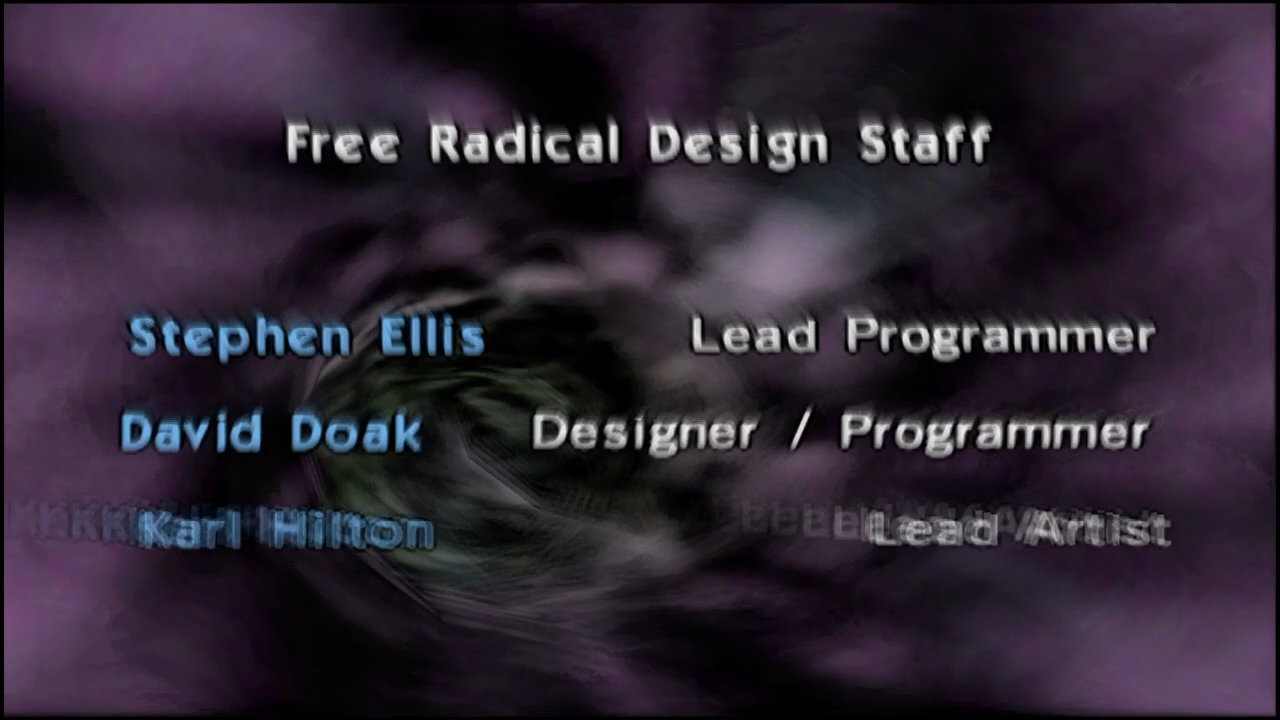 Free Radical Design Staff
Stephen Ellis Lead Programmer
David Doak Designer / Programmer
Karl Hilton Lead Artist